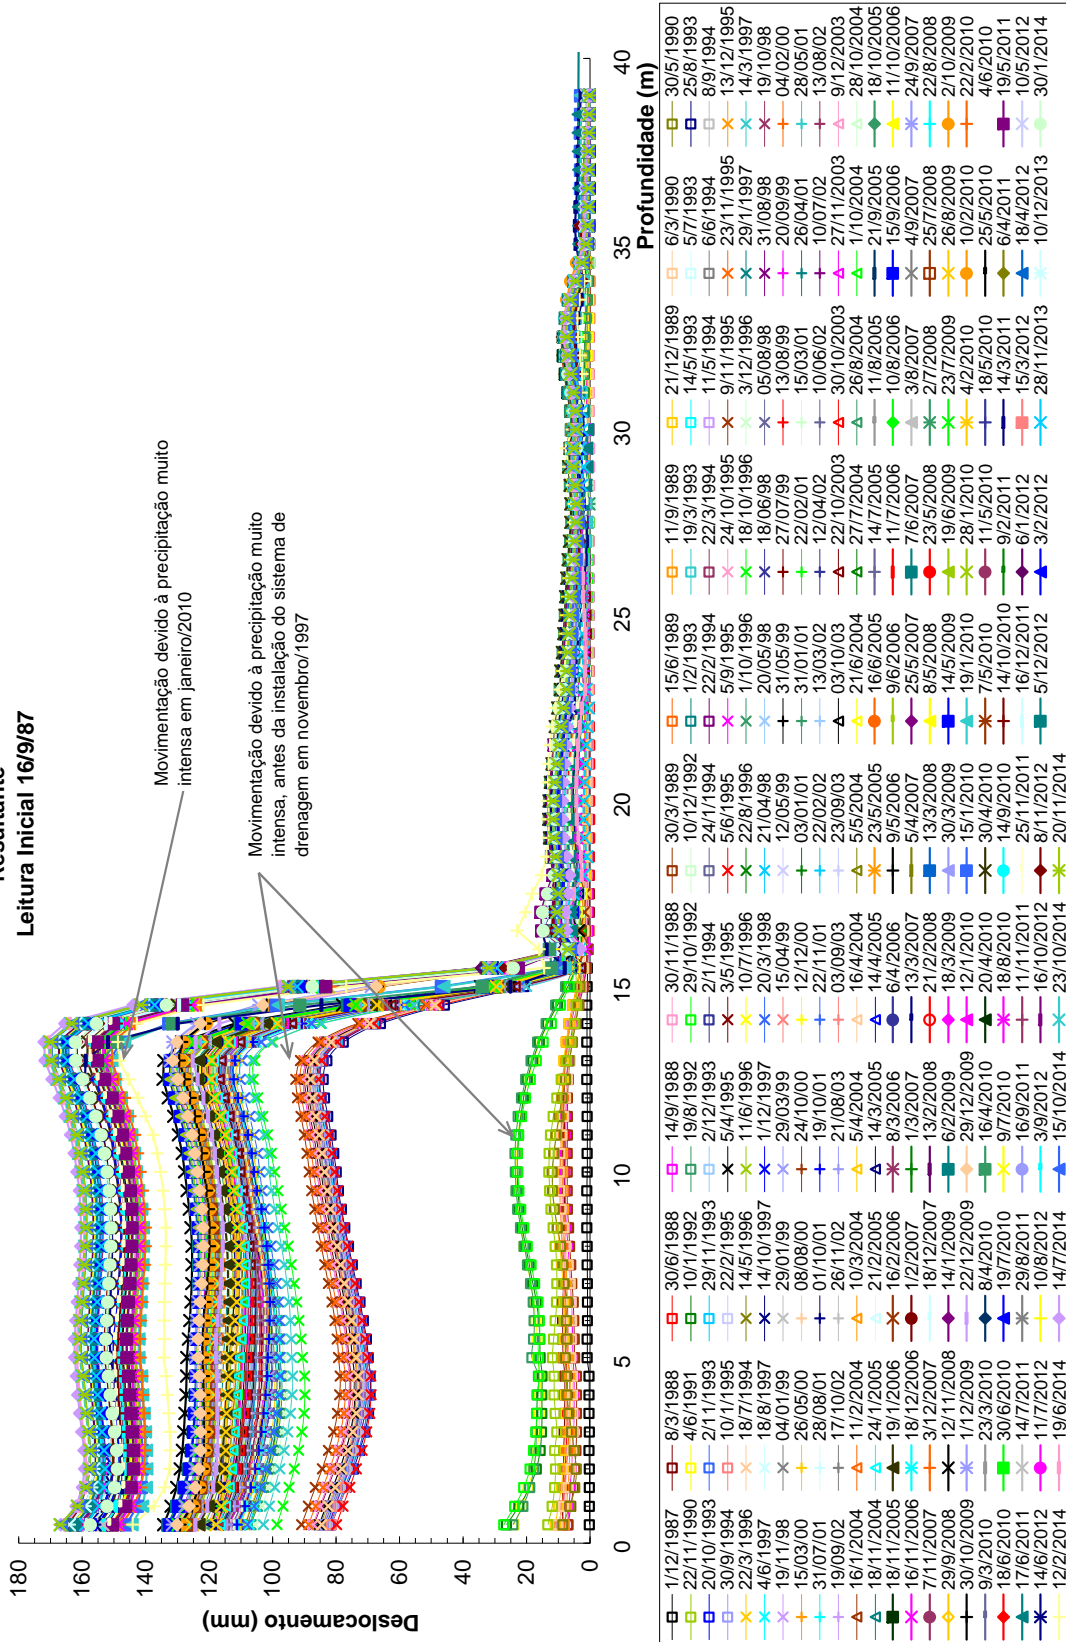 Resultante
Leitura Inicial 16/9/87
Movimentação devido à precipitação muito
intensa em janeiro/2010
Movimentação devido à precipitação muito
intensa, antes da instalação do sistema de
drenagem em novembro/1997
Deslocamento (mm)
180
160
140
120
100
80
60
40
20
0
0 5 10 15 20 25 30 35 40
Profundidade (m)
1/12/1987 8/3/1988 30/6/1988 14/9/1988 30/11/1988 30/3/1989 15/6/1989 11/9/1989 21/12/1989 6/3/1990 30/5/1990
22/11/1990 4/6/1991 10/1/1992 19/8/1992 29/10/1992 10/12/1992 1/2/1993 19/3/1993 14/5/1993 5/7/1993 25/8/1993
20/10/1993 2/11/1993 29/11/1993 2/12/1993 2/1/1994 24/1/1994 22/2/1994 22/3/1994 11/5/1994 6/6/1994 8/9/1994
30/9/1994 10/1/1995 22/2/1995 5/4/1995 3/5/1995 5/6/1995 5/9/1995 24/10/1995 9/11/1995 23/11/1995 13/12/1995
22/3/1996 18/7/1994 14/5/1996 11/6/1996 10/7/1996 22/8/1996 1/10/1996 18/10/1996 3/12/1996 29/1/1997 14/3/1997
4/6/1997 18/8/1997 14/10/1997 1/12/1997 20/3/1998 21/04/98 20/05/98 18/06/98 05/08/98 31/08/98 19/10/98
19/11/98 04/01/99 29/01/99 29/03/99 15/04/99 12/05/99 31/05/99 27/07/99 13/08/99 20/09/99 04/02/00
15/03/00 26/05/00 08/08/00 24/10/00 12/12/00 03/01/01 31/01/01 22/02/01 15/03/01 26/04/01 28/05/01
31/07/01 28/08/01 01/10/01 19/10/01 22/11/01 22/02/02 13/03/02 12/04/02 10/06/02 10/07/02 13/08/02
19/09/02 17/10/02 26/11/02 21/08/03 03/09/03 23/09/03 03/10/03 22/10/2003 30/10/2003 27/11/2003 9/12/2003
16/1/2004 11/2/2004 10/3/2004 5/4/2004 16/4/2004 5/5/2004 21/6/2004 27/7/2004 26/8/2004 1/10/2004 28/10/2004
18/11/2004 24/1/2005 21/2/2005 14/3/2005 14/4/2005 23/5/2005 16/6/2005 14/7/2005 11/8/2005 21/9/2005 18/10/2005
18/11/2005 19/1/2006 16/2/2006 8/3/2006 6/4/2006 9/5/2006 9/6/2006 11/7/2006 10/8/2006 15/9/2006 11/10/2006
16/11/2006 18/12/2006 1/2/2007 1/3/2007 13/3/2007 5/4/2007 25/5/2007 7/6/2007 3/8/2007 4/9/2007 24/9/2007
7/11/2007 3/12/2007 18/12/2007 13/2/2008 21/2/2008 13/3/2008 8/5/2008 23/5/2008 2/7/2008 25/7/2008 22/8/2008
29/9/2008 12/11/2008 14/1/2009 6/2/2009 12/3/2009 30/3/2009 14/5/2009 19/6/2009 23/7/2009 26/8/2009 2/10/2009
30/10/2009 1/12/2009 22/12/2009 29/12/2009 14/1/2010 15/1/2010 19/1/2010 28/1/2010 4/2/2010 10/2/2010 22/2/2010
9/3/2010 23/3/2010 8/4/2010 16/4/2010 20/4/2010 30/4/2010 7/5/2010 11/5/2010 18/5/2010 25/5/2010 4/6/2010
18/6/2010 30/6/2010 19/7/2010 9/7/2010 18/8/2010 14/9/2010 14/10/2010 9/2/2011 14/3/2011 6/4/2011 19/5/2011
17/6/2011 14/7/2011 29/8/2011 16/9/2011 11/11/2011 25/11/2011 16/12/2011 6/1/2012 15/3/2012 18/4/2012 10/5/2012
14/6/2012 11/7/2012 10/8/2012 3/9/2012 16/10/2012 8/11/2012 5/12/2012 3/2/2012 28/11/2013 10/12/2013 30/1/2014
12/2/2014 19/6/2014 14/7/2014 15/10/2014 23/10/2014 20/11/2014